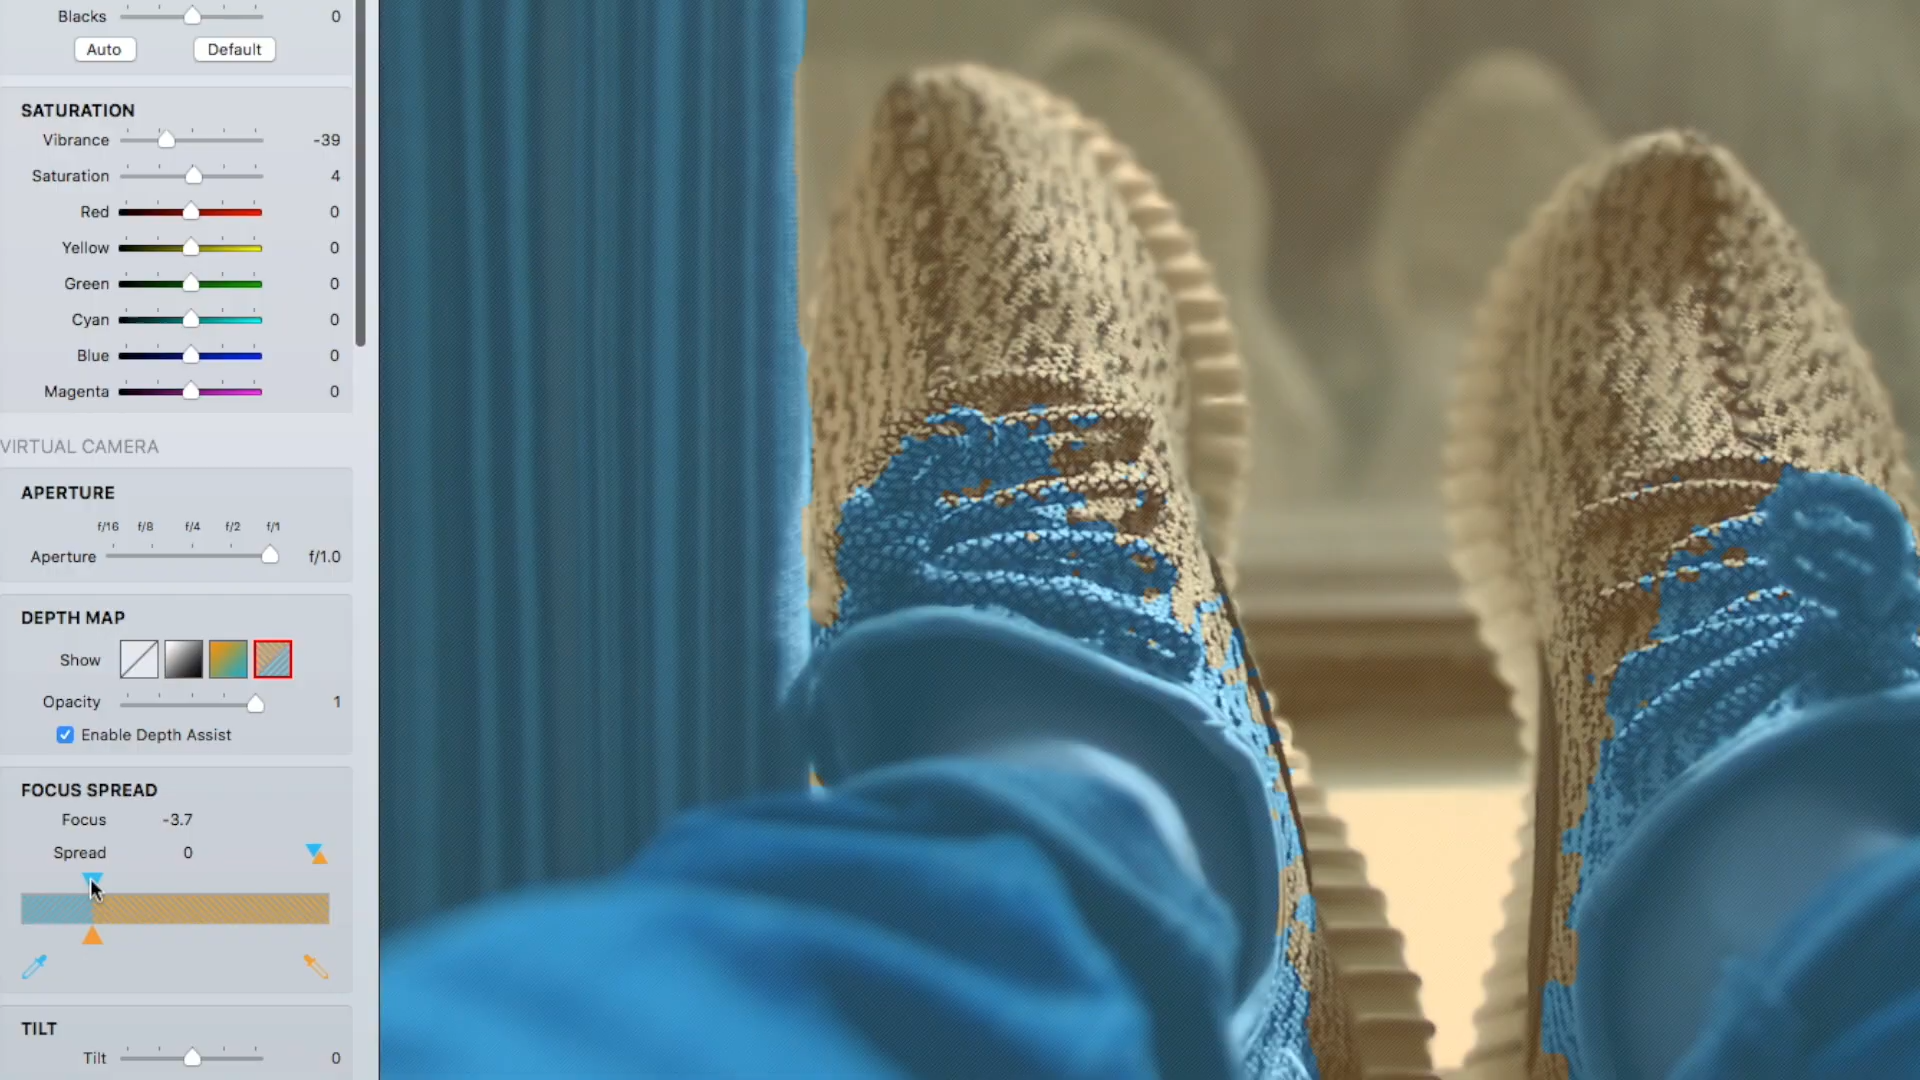 Blacks 0
Auto Default
SATURATION
Vibrance -39
Saturation 4
Red 0
Yellow 0
Green 0
Cyan 0
Blue 0
Magenta 0
VIRTUAL CAMERA
APERTURE
f/16 f/8 f/4 f/2 f/1
Aperture f/1.0
DEPTH MAP
Show
Opacity 1
Enable Depth Assist
FOCUS SPREAD
Focus -3.7
Spread 0
TILT
Tilt 0